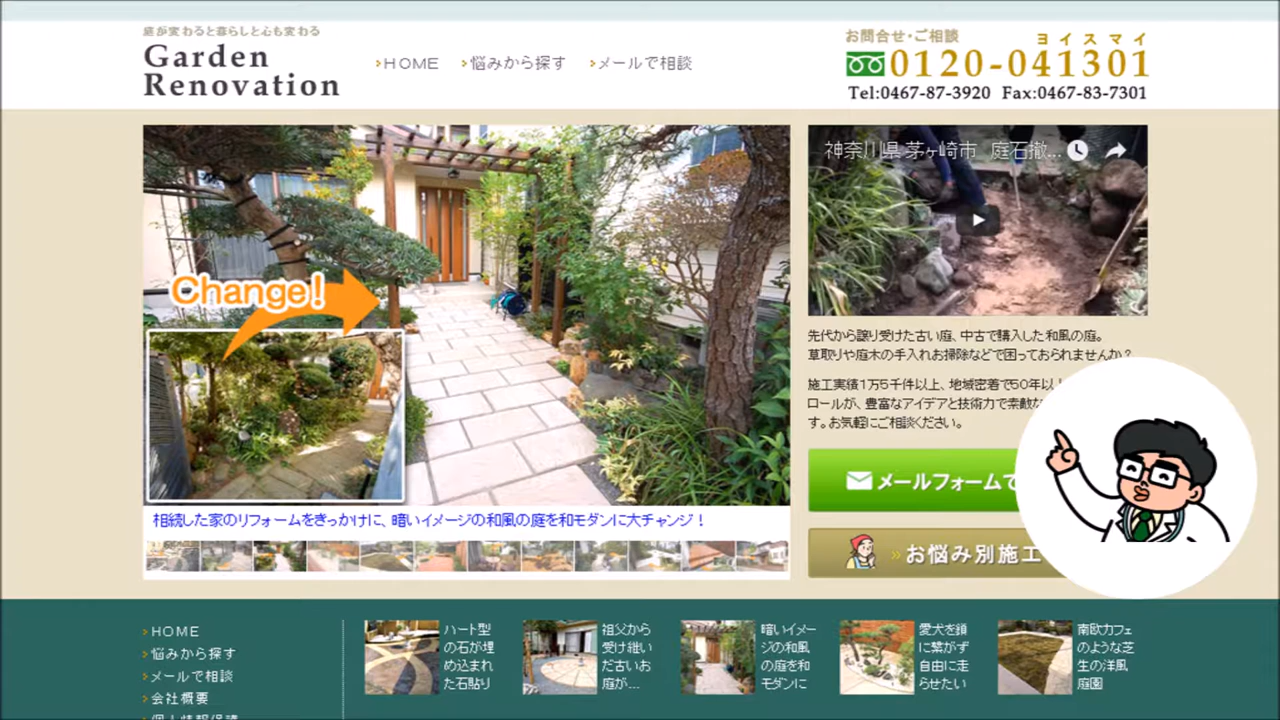 庭が変わると暮らしと心も変わる
Garden
Renovation
HOME
悩みから探す
メールで相談
お問合せ・ご相談
ヨイスマイ
0120-041301
Tel:0467-87-3920 Fax:0467-83-7301
Change!
神奈川県 茅ヶ崎市 庭石撤...
先代から譲り受けた古い庭、中古で購入した和風の庭。
草取りや庭木の手入れお掃除などで困っておられませんか?
施工実績1万5千件以上、地域密着で50年以上
ロールが、豊富なアイデアと技術力で素敵な
す。お気軽にご相談ください。
メールフォームで
お悩み別施工
相続した家のリフォームをきっかけに、暗いイメージの和風の庭を和モダンに大チャンジ!
HOME
悩みから探す
メールで相談
会社概要
個人情報保護
ハート型
の石が埋
め込まれ
た石貼り
祖父から
受け継い
だ古いお
庭が...
暗いイメー
ジの和風
の庭を和
モダンに
愛犬を鎖
に繋がず
自由に走
らせたい
南欧カフェ
のような芝
生の洋風
庭園